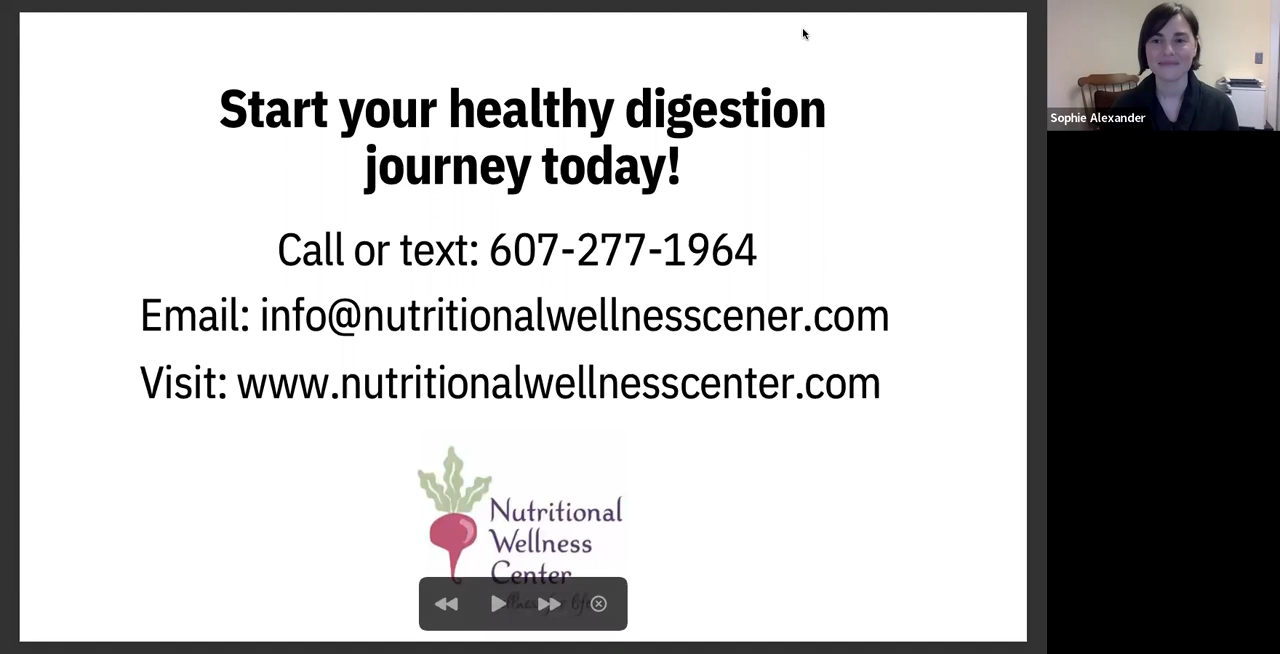 Start your healthy digestion
journey today!
Call or text: 607-277-1964
Email: info@nutritionalwellnesscener.com
Visit: www.nutritionalwellnesscenter.com
Nutritional
Wellness
Center
Sophie Alexander